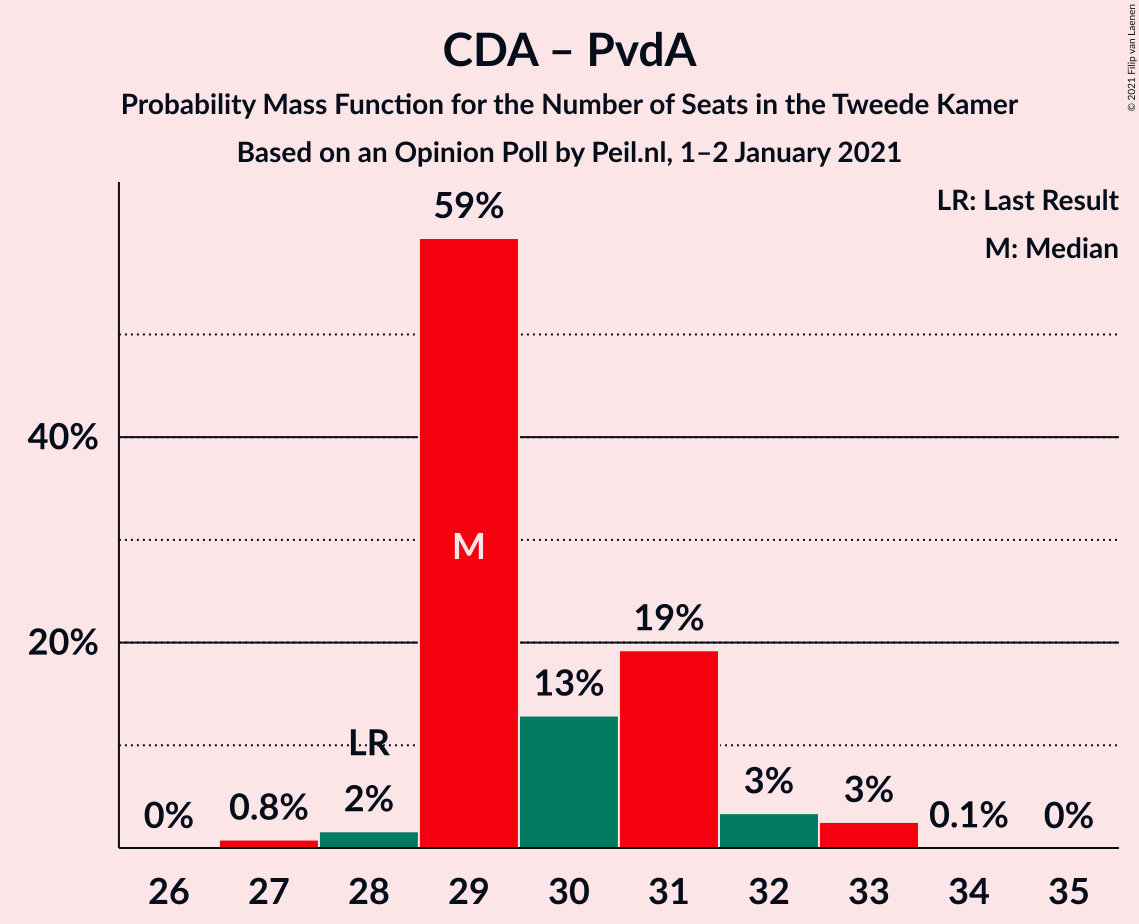 CDA – PvdA
Probability Mass Function for the Number of Seats in the Tweede Kamer
Based on an Opinion Poll by Peil.nl, 1–2 January 2021
© 2021 Filip van Laenen
LR: Last Result
M: Median
59%
40%
M
19%
20%
13%
LR
3%
3%
2%
0.8%
0%
0.1%
0%
26 27 28 29 30 31 32 33 34 35